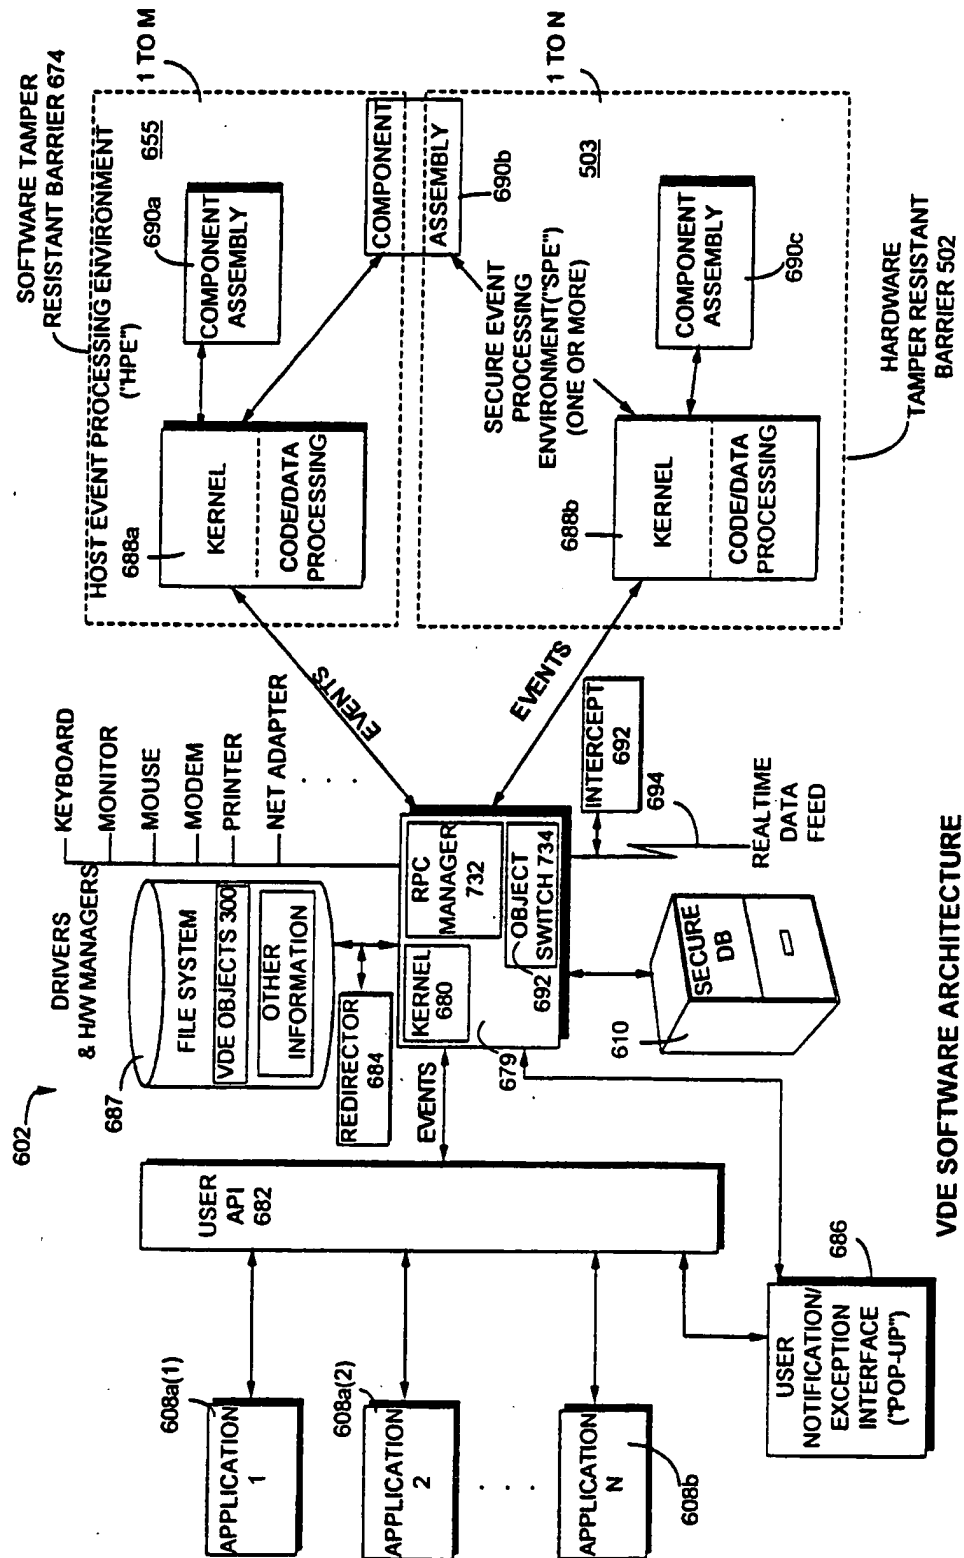 602
DRIVERS
& H/W MANAGERS
KEYBOARD
MONITOR
MOUSE
MODEM
PRINTER
NET ADAPTER
. . .
SOFTWARE TAMPER
RESISTANT BARRIER 674
HOST EVENT PROCESSING ENVIRONMENT
("HPE")
1 TO M
655
690a
COMPONENT
ASSEMBLY
688a
KERNEL
CODE/DATA
PROCESSING
COMPONENT
ASSEMBLY
690b
1 TO N
503
SECURE EVENT
PROCESSING
ENVIRONMENT("SPE")
(ONE OR MORE)
688b
KERNEL
CODE/DATA
PROCESSING
COMPONENT
ASSEMBLY
690c
HARDWARE
TAMPER RESISTANT
BARRIER 502
EVENTS
EVENTS
687
FILE SYSTEM
VDE OBJECTS 300
OTHER
INFORMATION
REDIRECTOR
684
EVENTS
KERNEL
680
RPC
MANAGER
732
692
OBJECT
SWITCH 734
679
INTERCEPT
692
694
REALTIME
DATA
FEED
610
SECURE
DB
USER
API
682
608a(1)
APPLICATION
1
608a(2)
APPLICATION
2
. . .
APPLICATION
N
608b
686
USER
NOTIFICATION/
EXCEPTION
INTERFACE
("POP-UP")
VDE SOFTWARE ARCHITECTURE